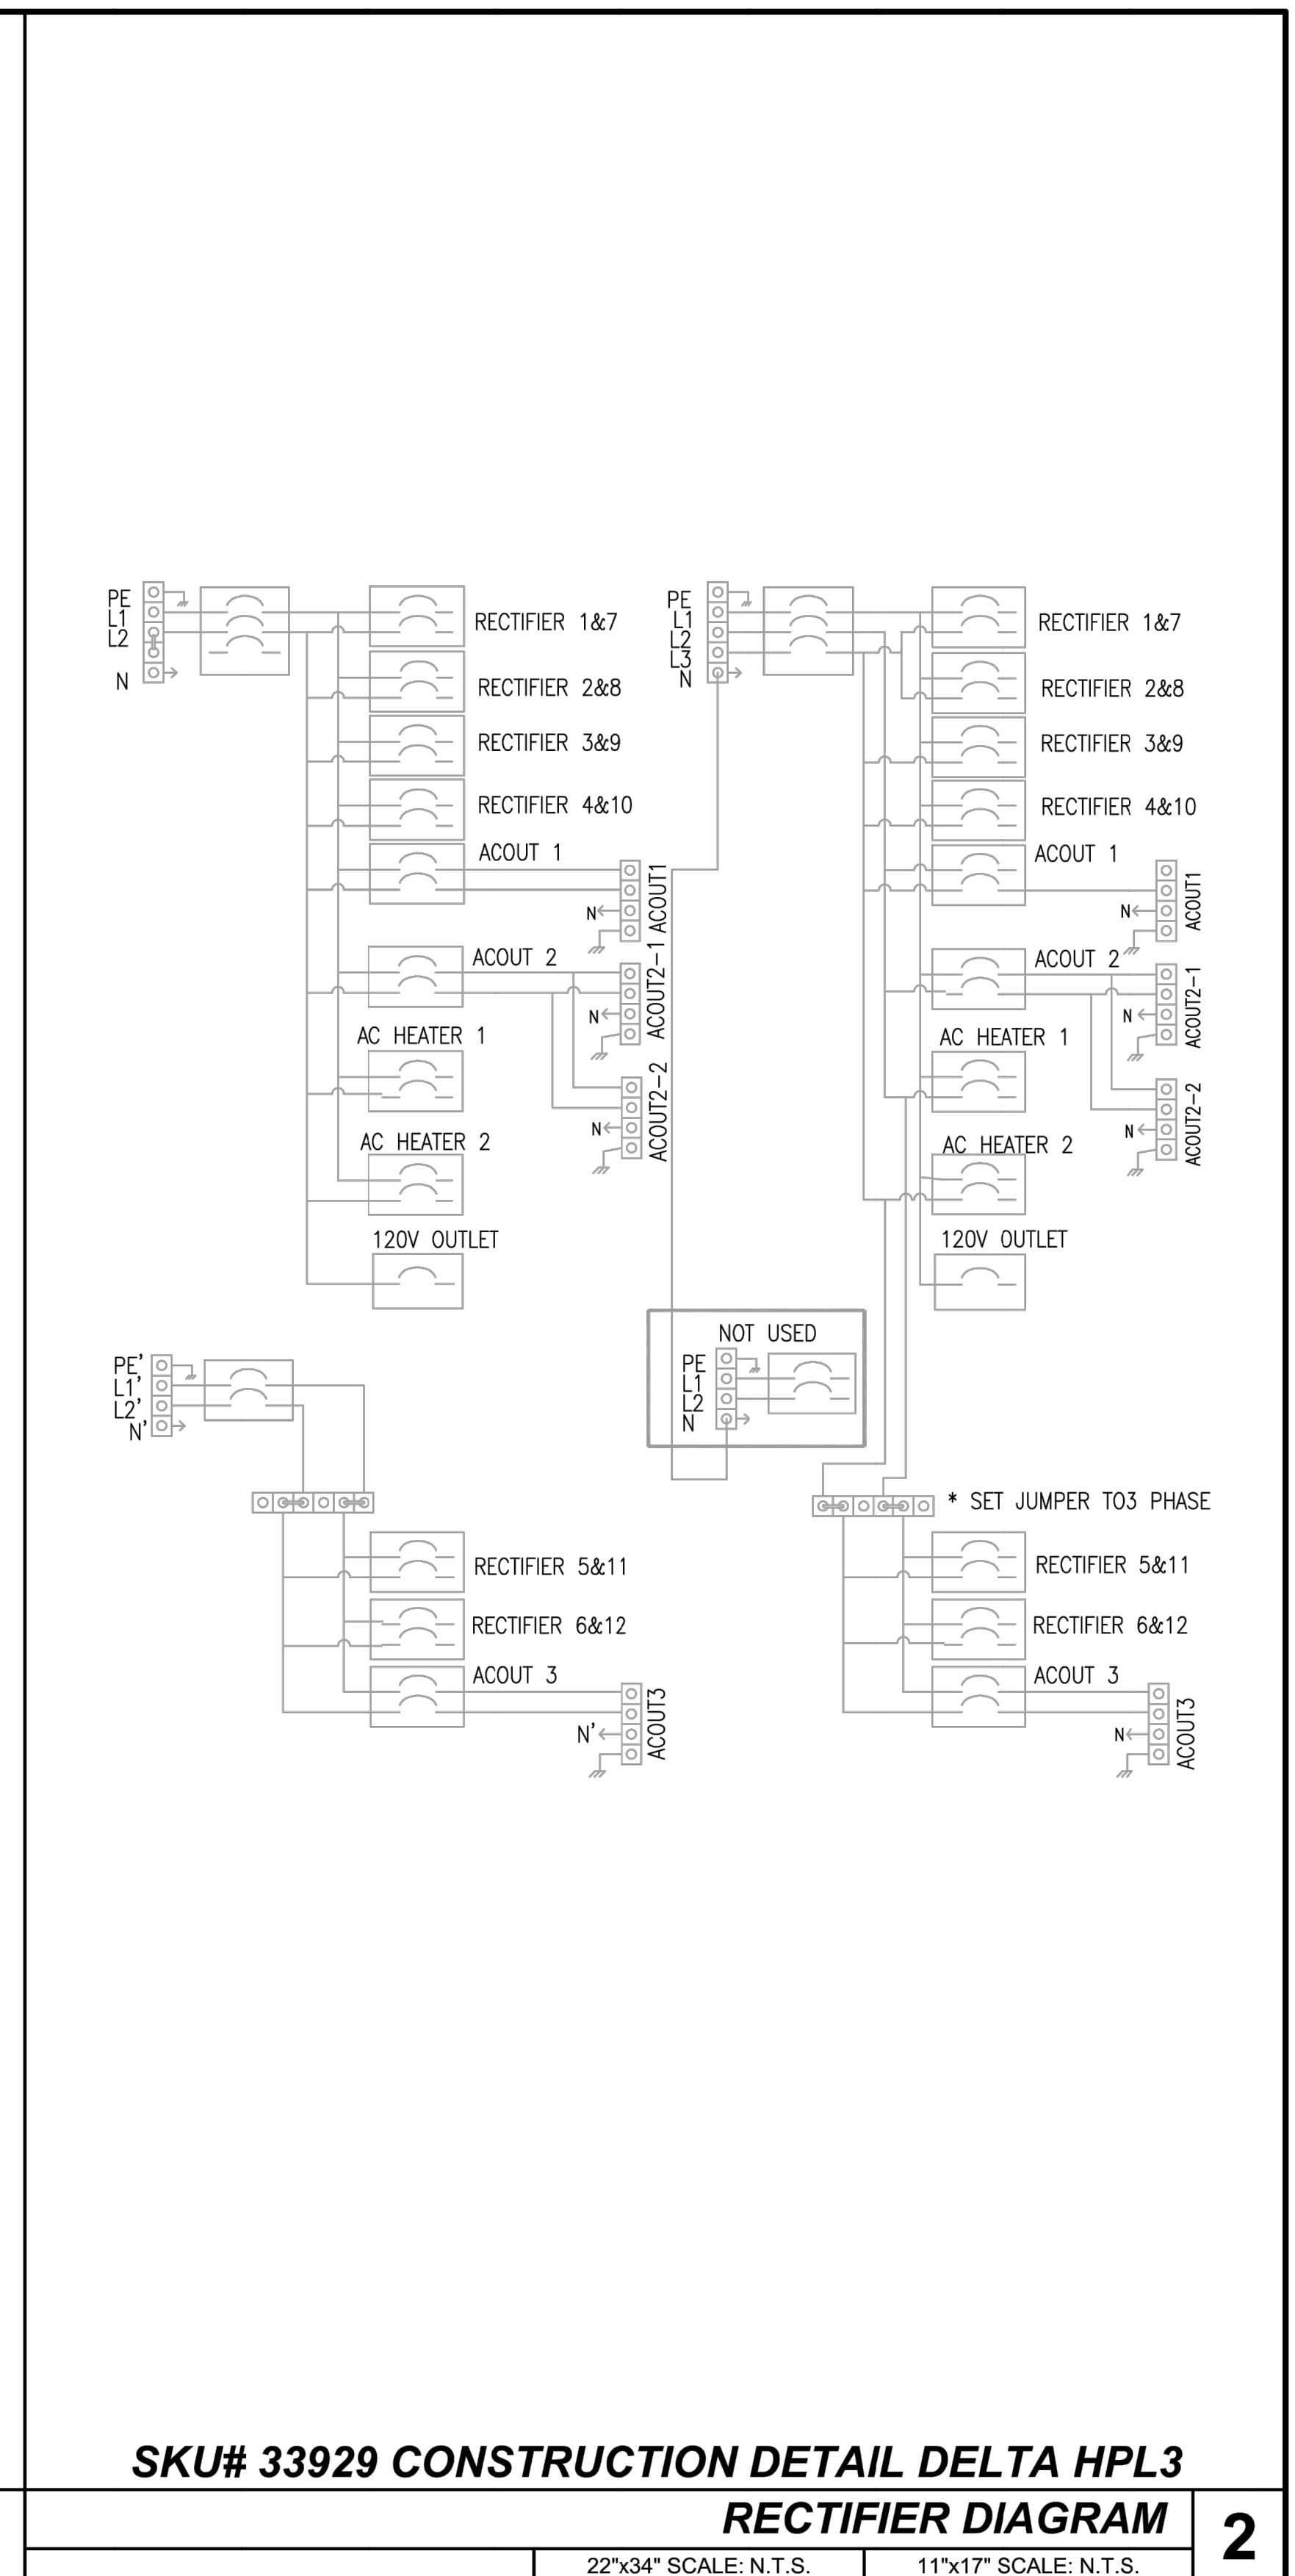 PE
L1
L2
N
RECTIFIER 1&7
RECTIFIER 2&8
RECTIFIER 3&9
RECTIFIER 4&10
ACOUT 1
N
ACOUT1
ACOUT 2
N
ACOUT2-1
AC HEATER 1
N
ACOUT2-2
AC HEATER 2
120V OUTLET
PE'
L1'
L2'
N'
RECTIFIER 5&11
RECTIFIER 6&12
ACOUT 3
N'
ACOUT3
PE
L1
L2
L3
N
RECTIFIER 1&7
RECTIFIER 2&8
RECTIFIER 3&9
RECTIFIER 4&10
ACOUT 1
N
ACOUT1
ACOUT 2
N
ACOUT2-1
AC HEATER 1
N
ACOUT2-2
AC HEATER 2
120V OUTLET
NOT USED
PE
L1
L2
N
* SET JUMPER TO3 PHASE
RECTIFIER 5&11
RECTIFIER 6&12
ACOUT 3
N
ACOUT3
SKU# 33929 CONSTRUCTION DETAIL DELTA HPL3
RECTIFIER DIAGRAM
2
22"x34" SCALE: N.T.S.
11"x17" SCALE: N.T.S.